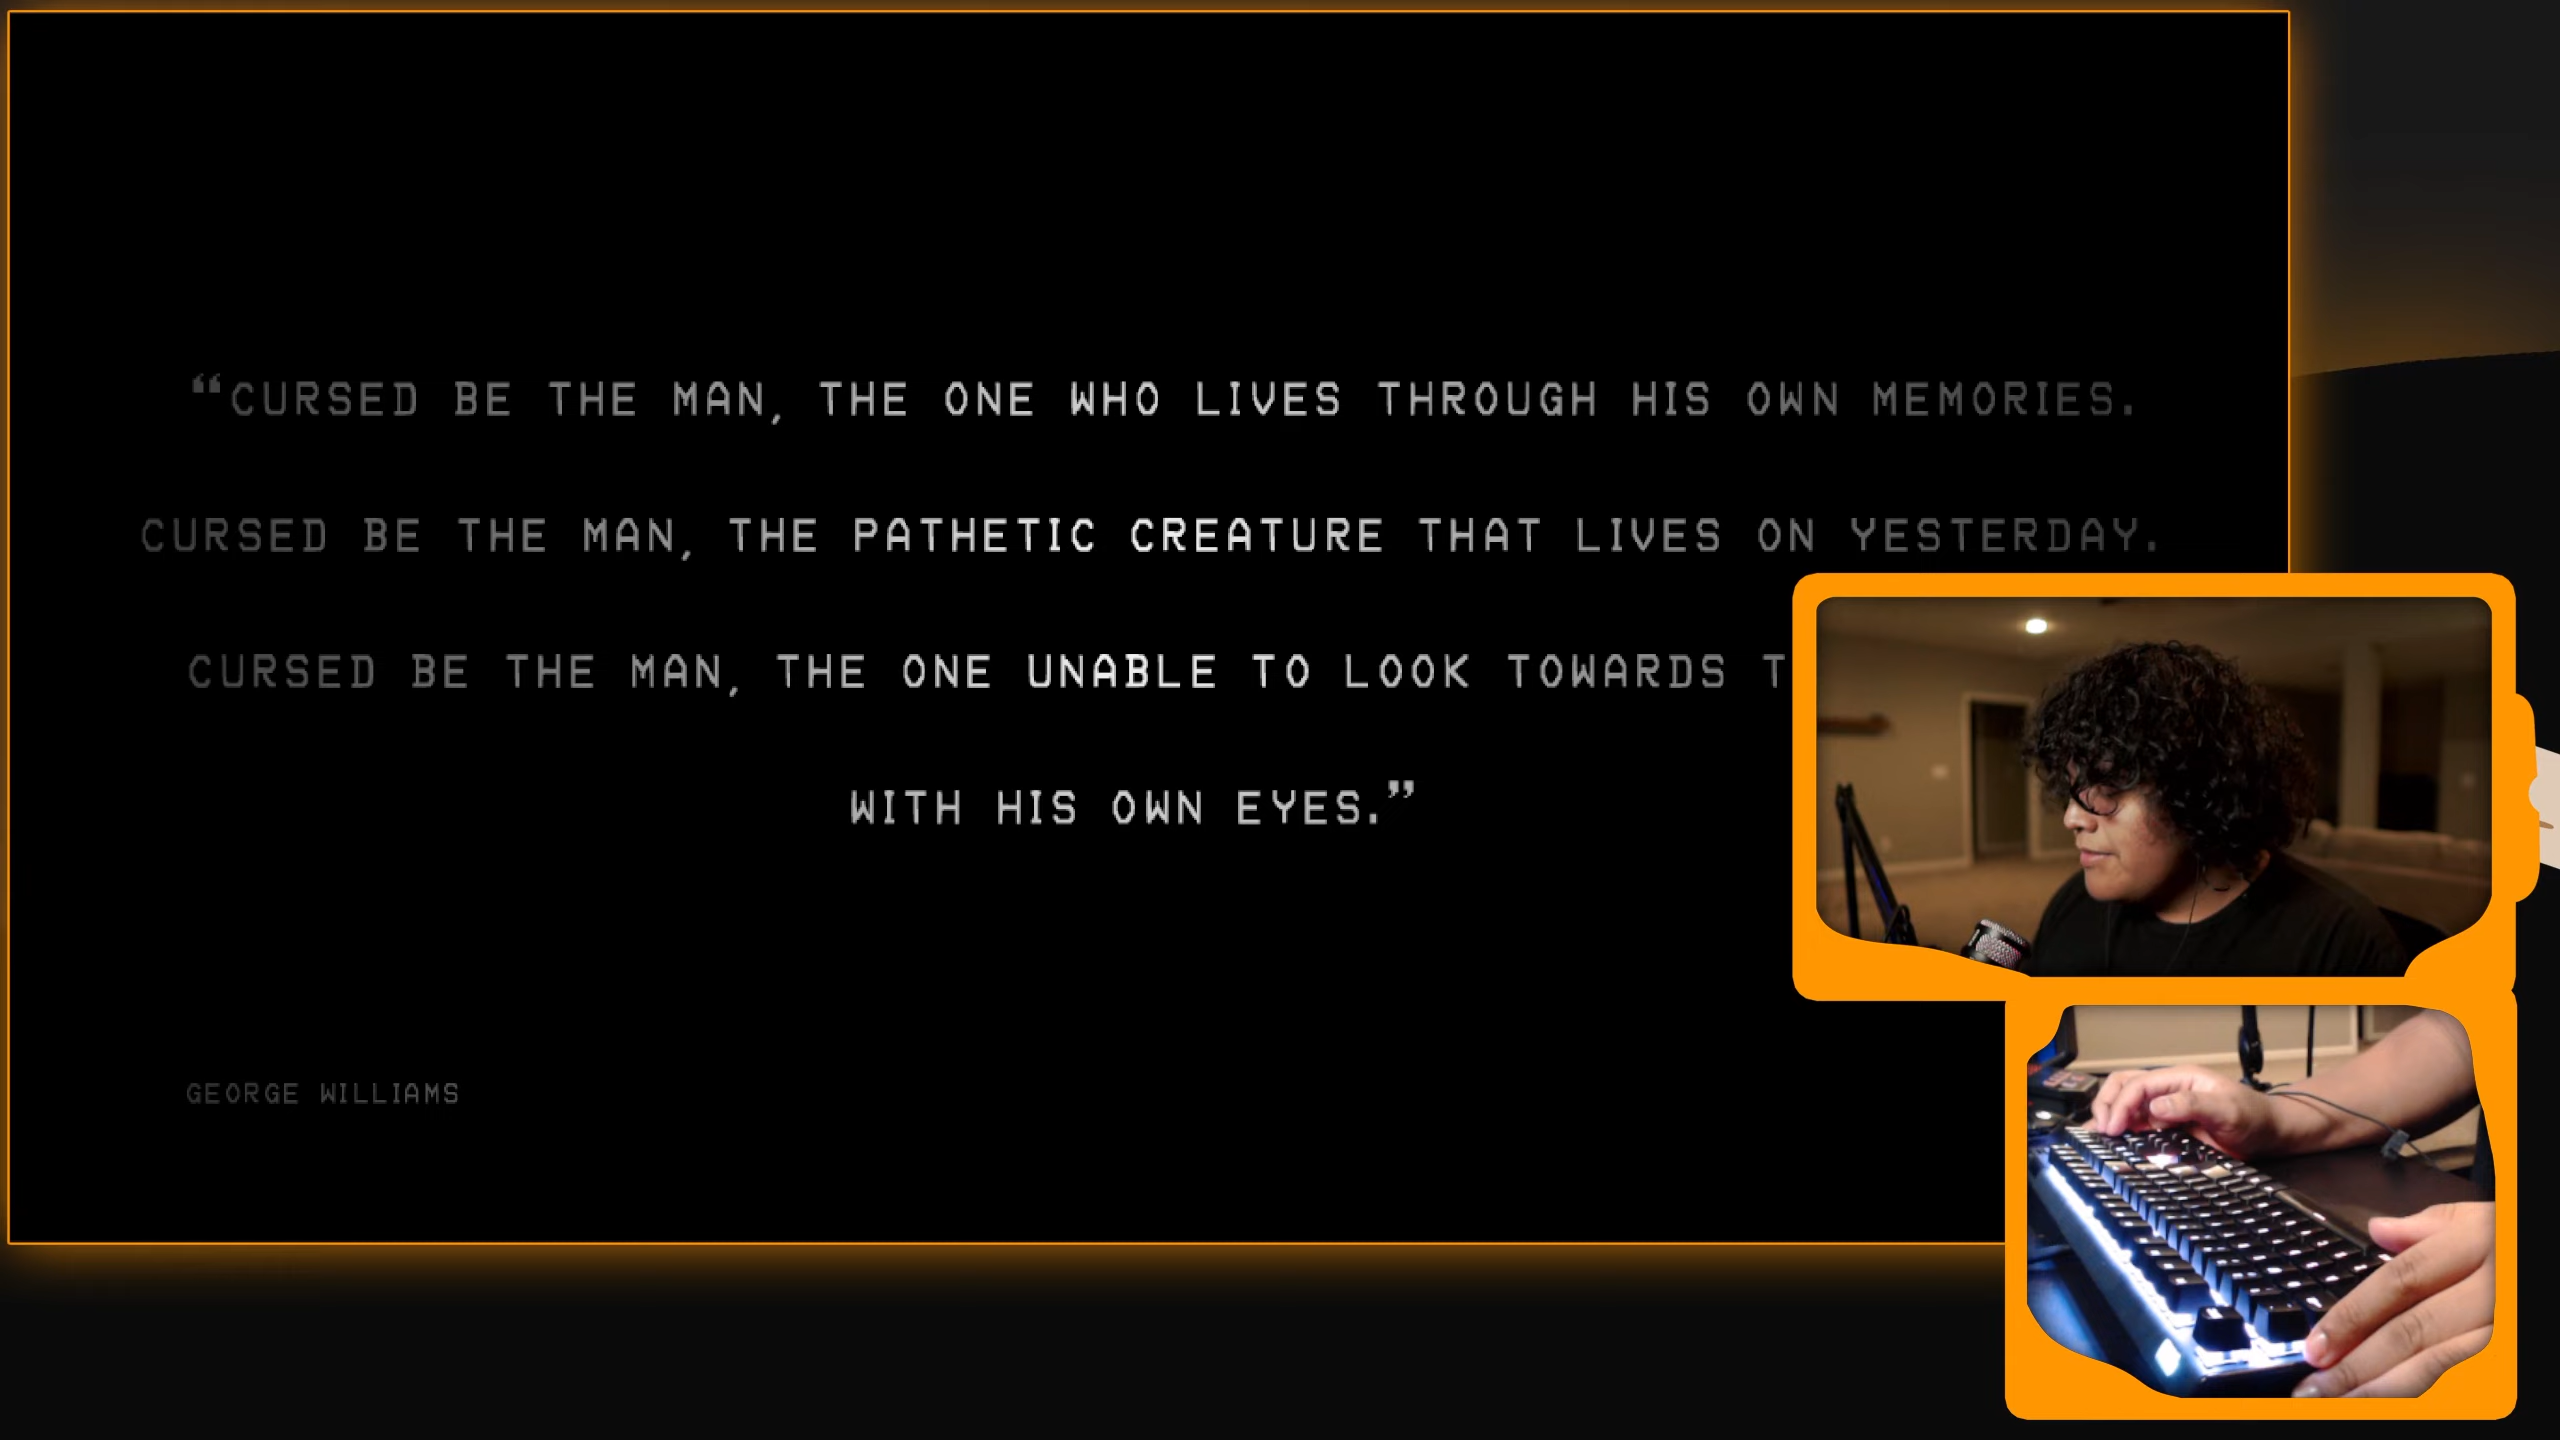 “CURSED BE THE MAN, THE ONE WHO LIVES THROUGH HIS OWN MEMORIES.
CURSED BE THE MAN, THE PATHETIC CREATURE THAT LIVES ON YESTERDAY.
CURSED BE THE MAN, THE ONE UNABLE TO LOOK TOWARDS
WITH HIS OWN EYES.”
GEORGE WILLIAMS